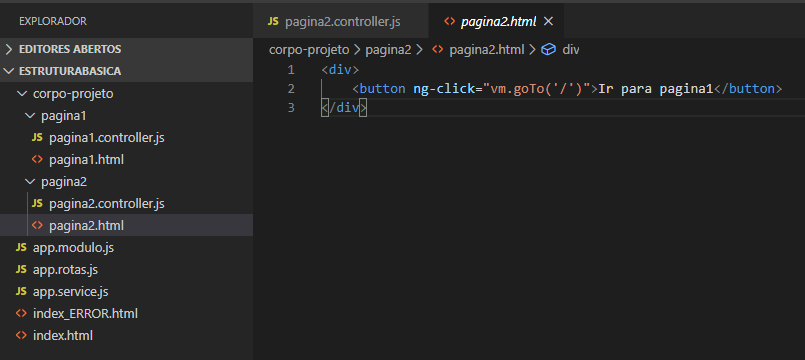 EXPLORADOR
EDITORES ABERTOS
ESTRUTURABASICA
corpo-projeto
pagina1
JS pagina1.controller.js
<> pagina1.html
pagina2
JS pagina2.controller.js
<> pagina2.html
JS app.modulo.js
JS app.rotas.js
JS app.service.js
<> index_ERROR.html
<> index.html
JS pagina2.controller.js
<> pagina2.html ×
corpo-projeto > pagina2 > <> pagina2.html > div
1 <div>
2 <button ng-click="vm.goTo('/')">Ir para pagina1</button>
3 </div>